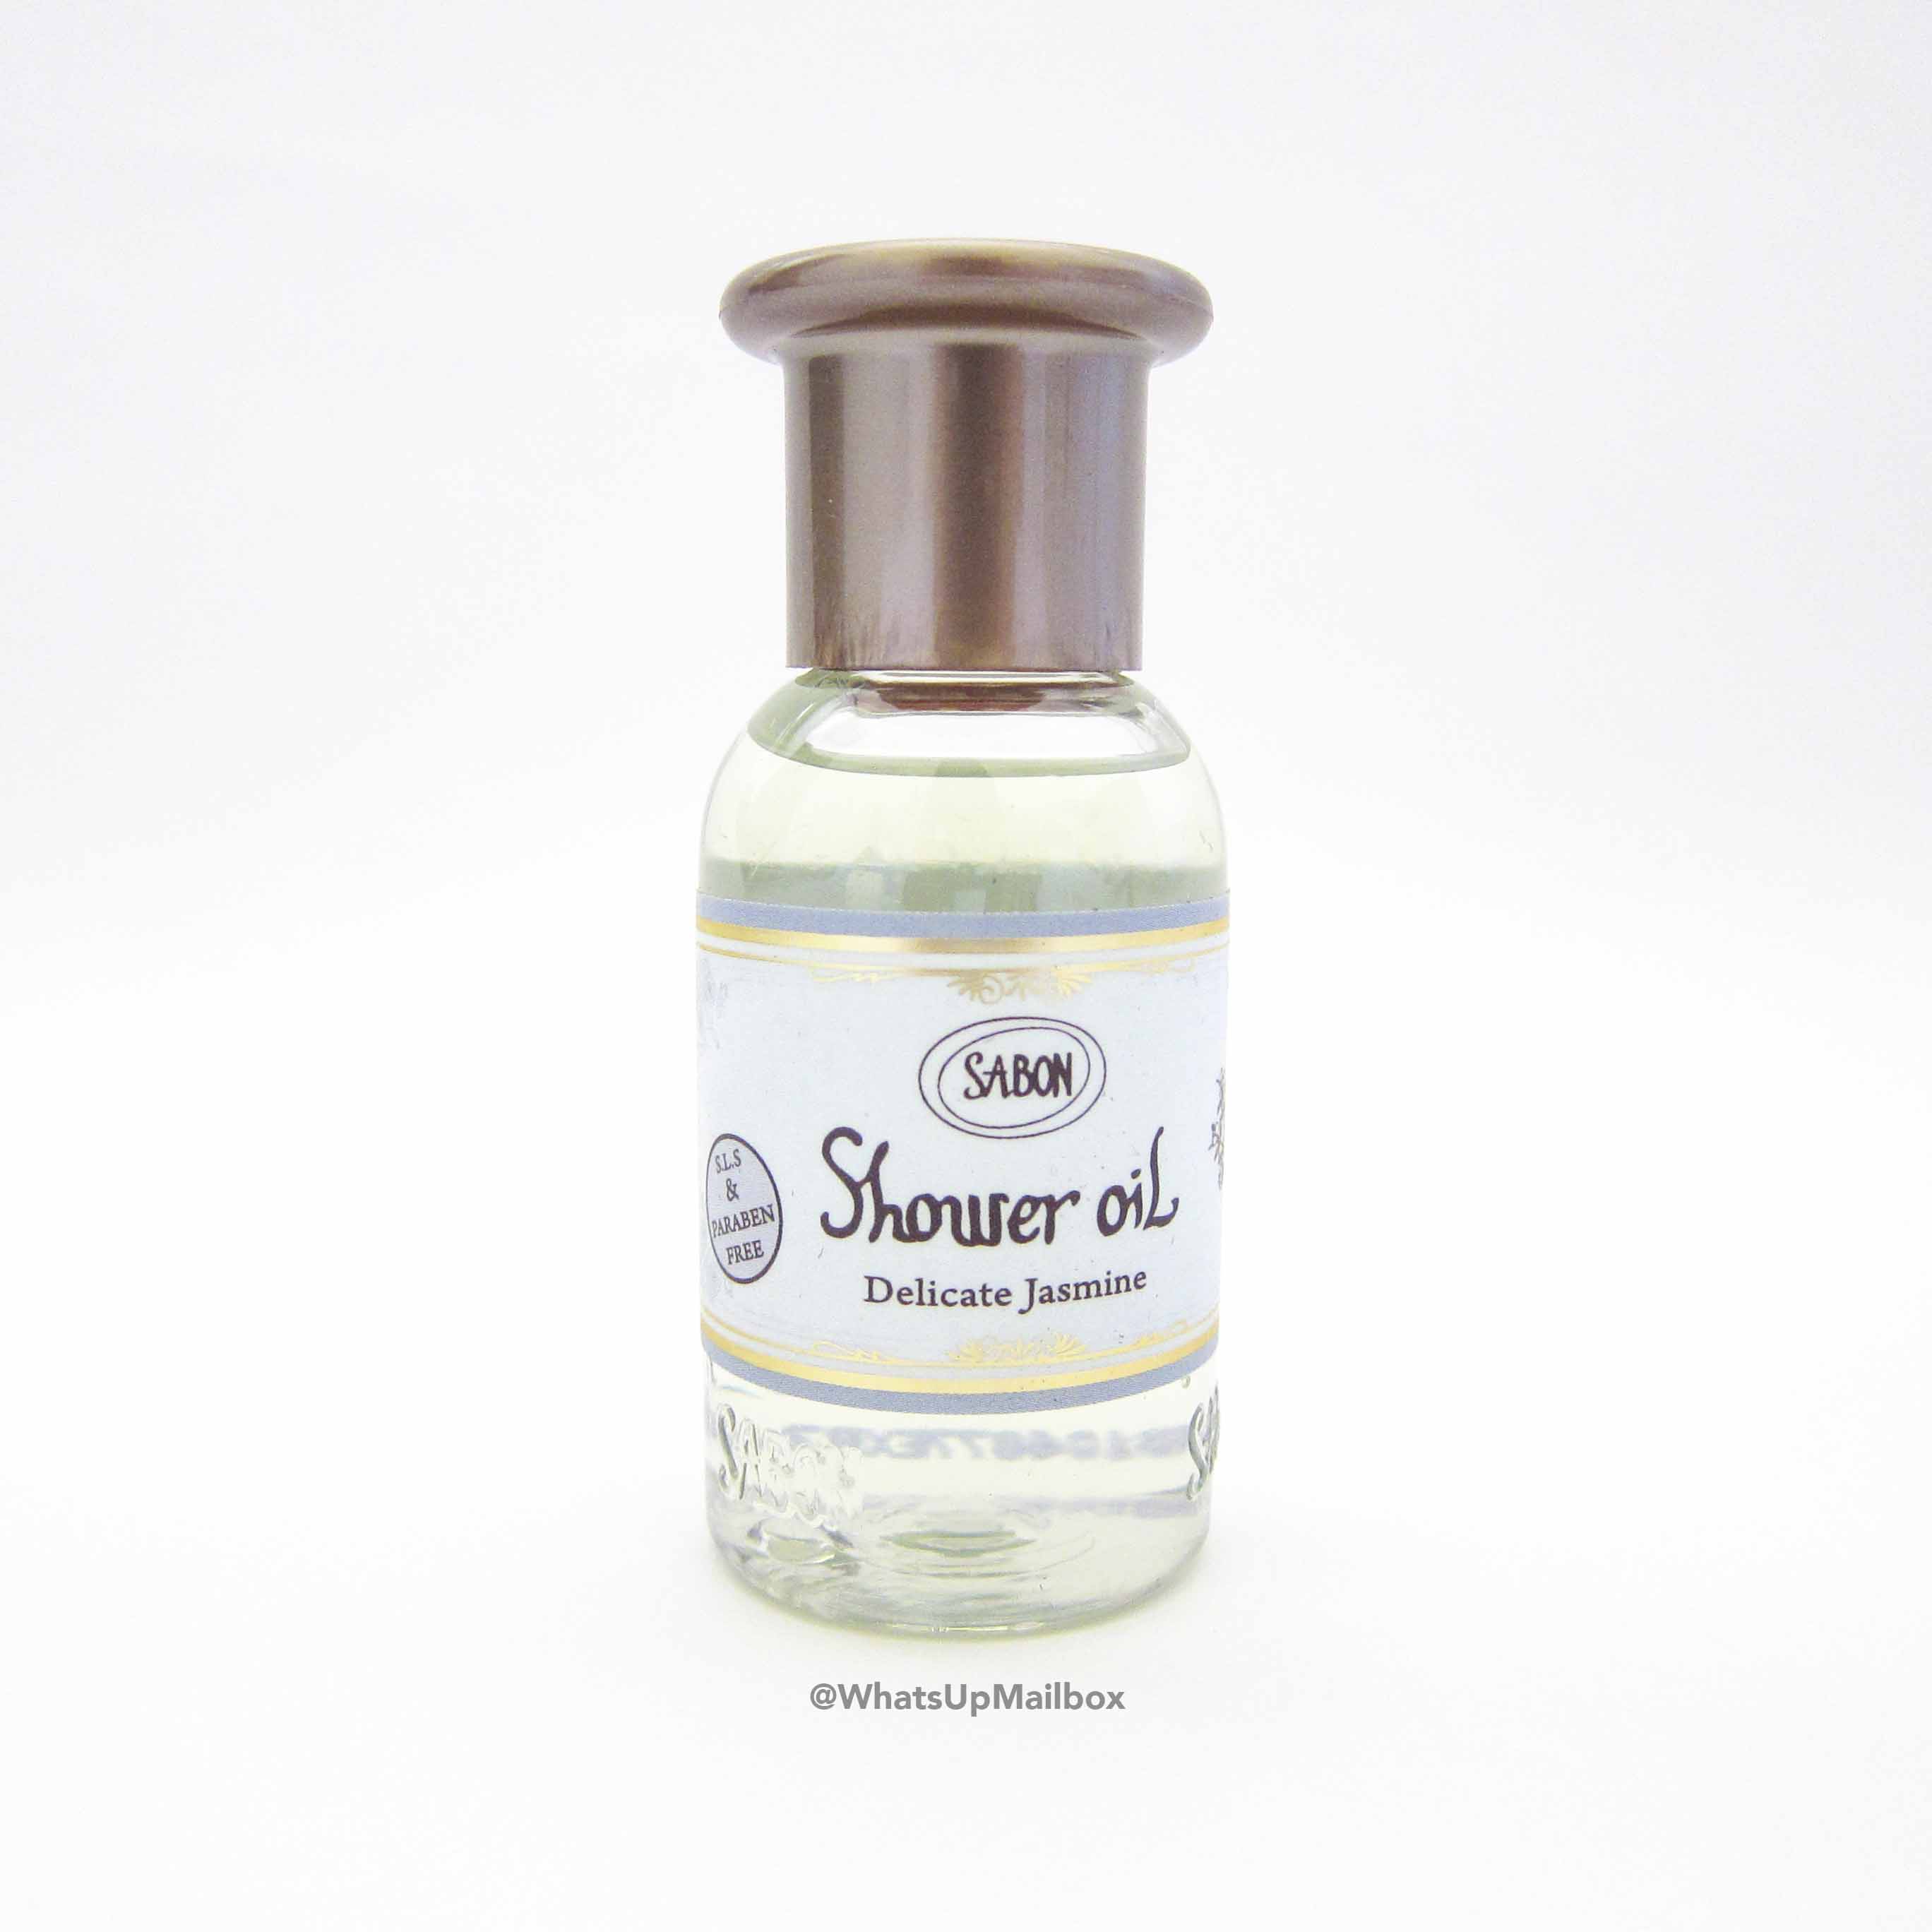 SABON
Shower oil
Delicate Jasmine
S.L.S
&
PARABEN
FREE
SABON
@WhatsUpMailbox